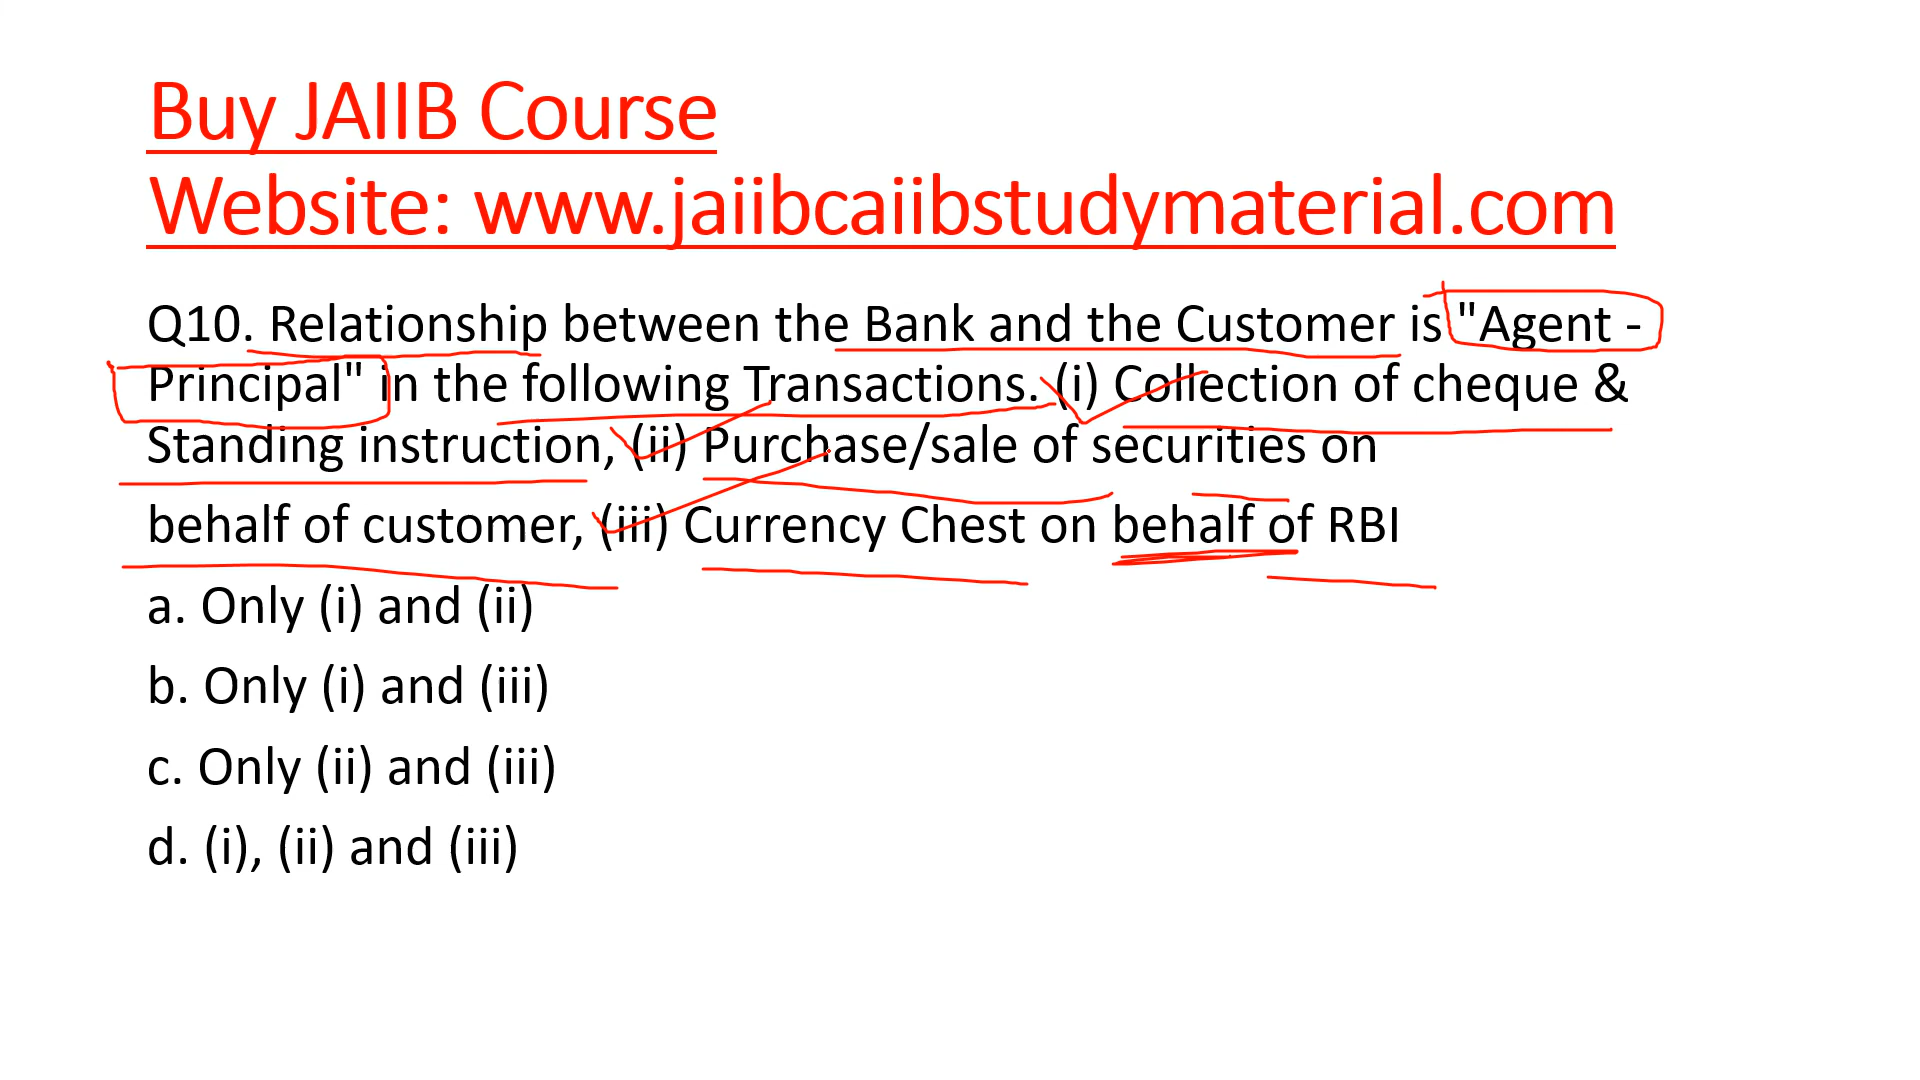 Buy JAIIB Course
Website: www.jaiibcaiibstudymaterial.com
Q10. Relationship between the Bank and the Customer is "Agent -
Principal" in the following Transactions. (i) Collection of cheque &
Standing instruction, (ii) Purchase/sale of securities on
behalf of customer, (iii) Currency Chest on behalf of RBI
a. Only (i) and (ii)
b. Only (i) and (iii)
c. Only (ii) and (iii)
d. (i), (ii) and (iii)